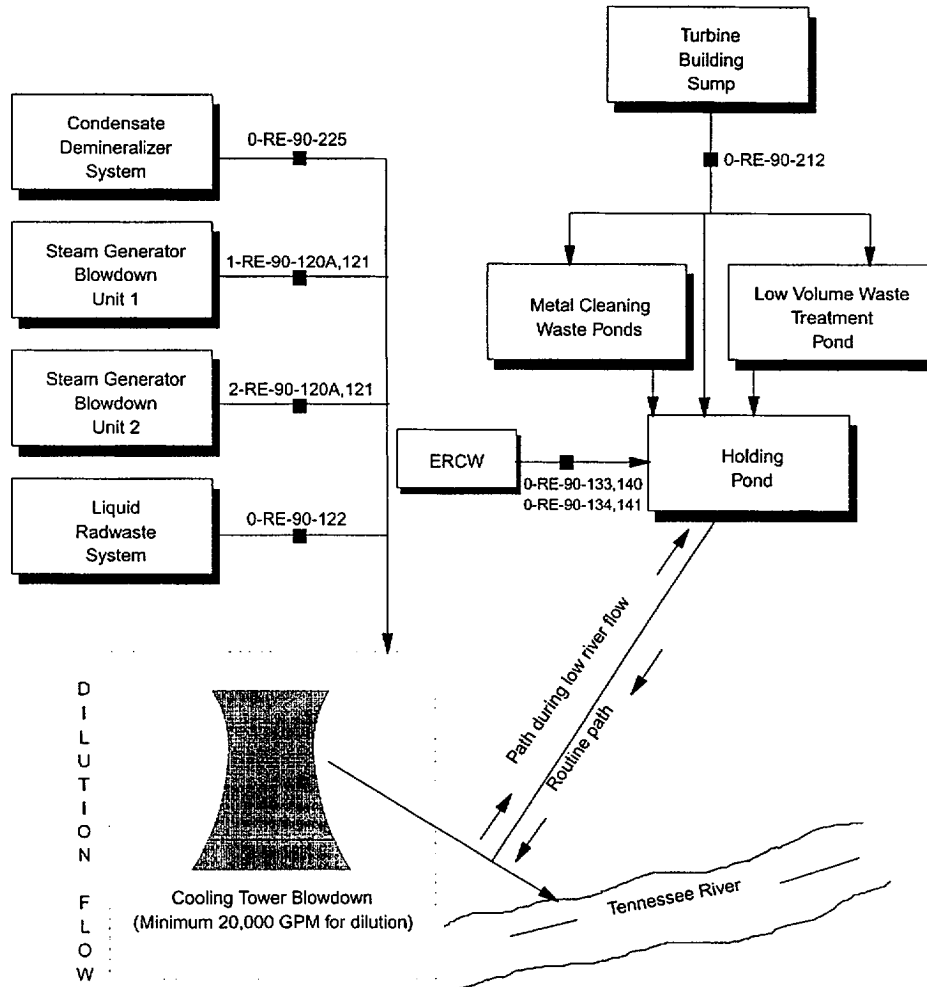 Turbine
Building
Sump
0-RE-90-212
Condensate
Demineralizer
System
0-RE-90-225
Steam Generator
Blowdown
Unit 1
1-RE-90-120A,121
Steam Generator
Blowdown
Unit 2
2-RE-90-120A,121
Liquid
Radwaste
System
0-RE-90-122
Metal Cleaning
Waste Ponds
Low Volume Waste
Treatment
Pond
ERCW
0-RE-90-133,140
0-RE-90-134,141
Holding
Pond
Path during low river flow
Routine path
DILUTION
FLOW
Cooling Tower Blowdown
(Minimum 20,000 GPM for dilution)
Tennessee River